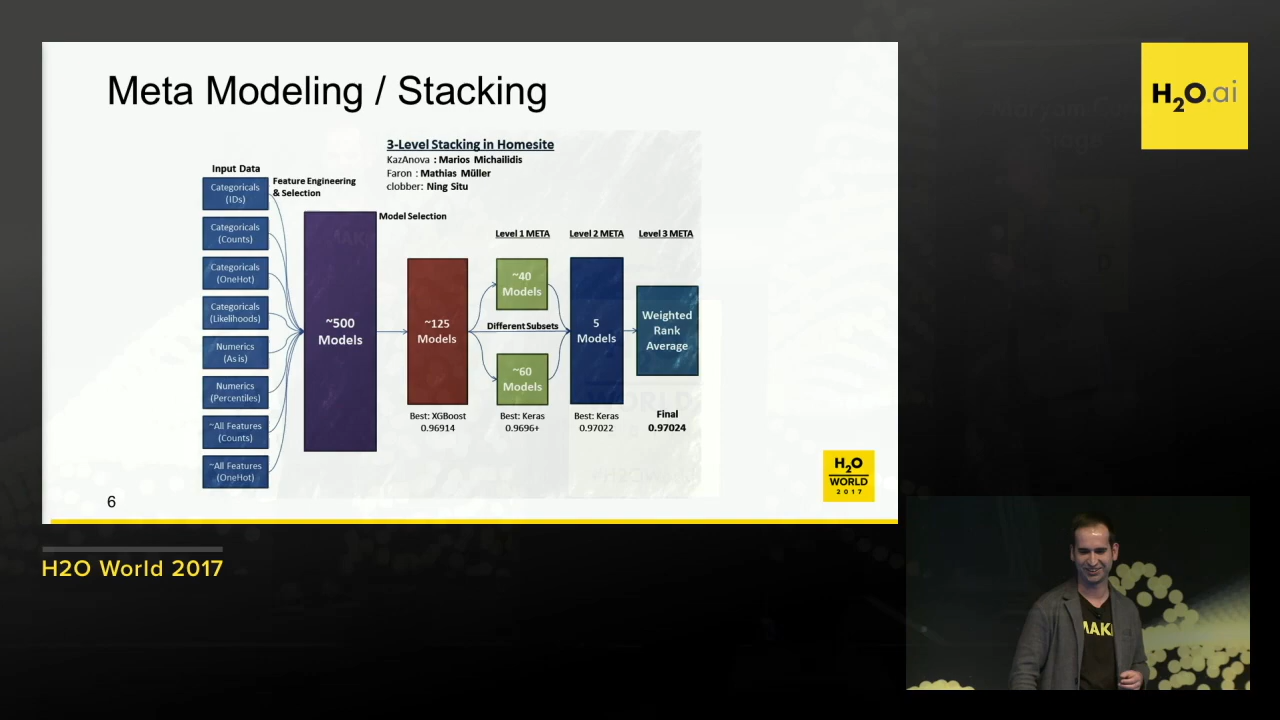 Meta Modeling / Stacking
3-Level Stacking in Homesite
KazAnova : Marios Michailidis
Faron : Mathias Müller
clobber: Ning Situ
Input Data
Feature Engineering
& Selection
Model Selection
Categoricals
(IDs)
Categoricals
(Counts)
Categoricals
(OneHot)
Categoricals
(Likelihoods)
Numerics
(As is)
Numerics
(Percentiles)
~All Features
(Counts)
~All Features
(OneHot)
~500
Models
~125
Models
Best: XGBoost
0.96914
Level 1 META
~40
Models
Different Subsets
~60
Models
Best: Keras
0.9696+
Level 2 META
5
Models
Best: Keras
0.97022
Level 3 META
Weighted
Rank
Average
Final
0.97024
6
H2O
WORLD
2017
H2O.ai
H2O World 2017
MAK